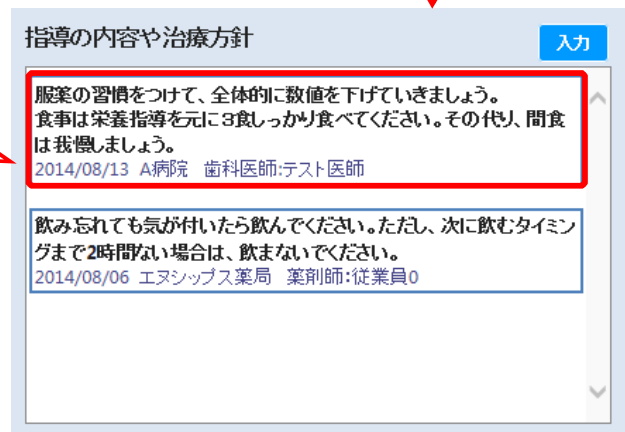 指導の内容や治療方針
入力
服薬の習慣をつけて、全体的に数値を下げていきましょう。
食事は栄養指導を元に3食しっかり食べてください。その代り、間食
は我慢しましょう。
2014/08/13 A病院 歯科医師:テスト医師
飲み忘れても気が付いたら飲んでください。ただし、次に飲むタイミン
グまで2時間ない場合は、飲まないでください。
2014/08/06 エヌシップス薬局 薬剤師:従業員0